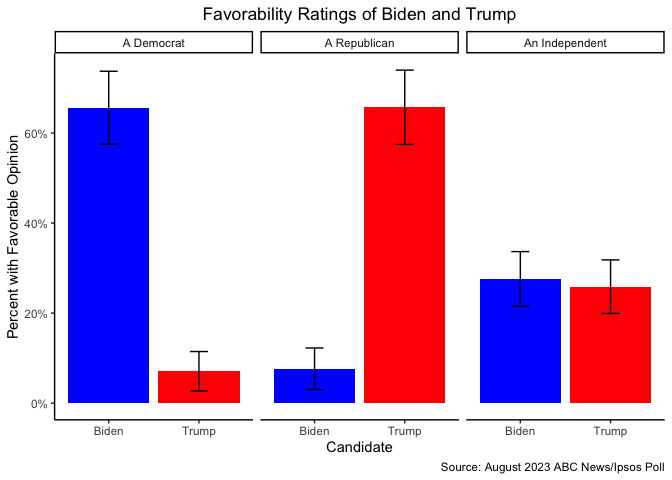 Favorability Ratings of Biden and Trump
A Democrat
A Republican
An Independent
Percent with Favorable Opinion
60%
40%
20%
0%
Biden
Trump
Biden
Trump
Biden
Trump
Candidate
Source: August 2023 ABC News/Ipsos Poll